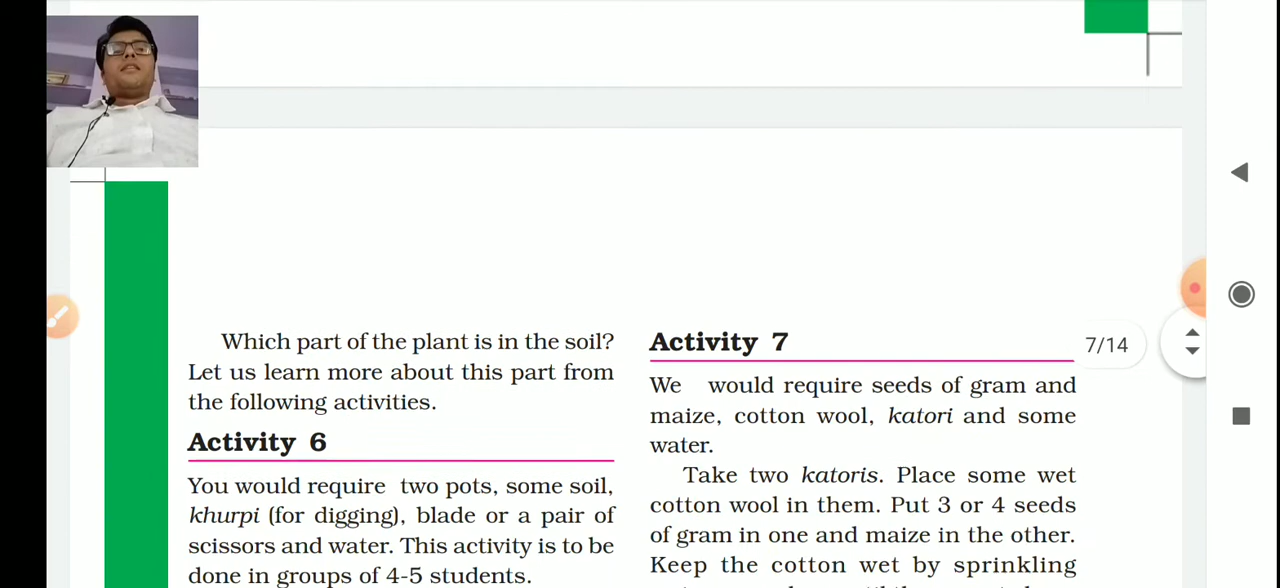 Which part of the plant is in the soil?
Let us learn more about this part from
the following activities.
Activity 6
You would require two pots, some soil,
khurpi (for digging), blade or a pair of
scissors and water. This activity is to be
done in groups of 4-5 students.
Activity 7
We would require seeds of gram and
maize, cotton wool, katori and some
water.
Take two katoris. Place some wet
cotton wool in them. Put 3 or 4 seeds
of gram in one and maize in the other.
Keep the cotton wet by sprinkling
7/14